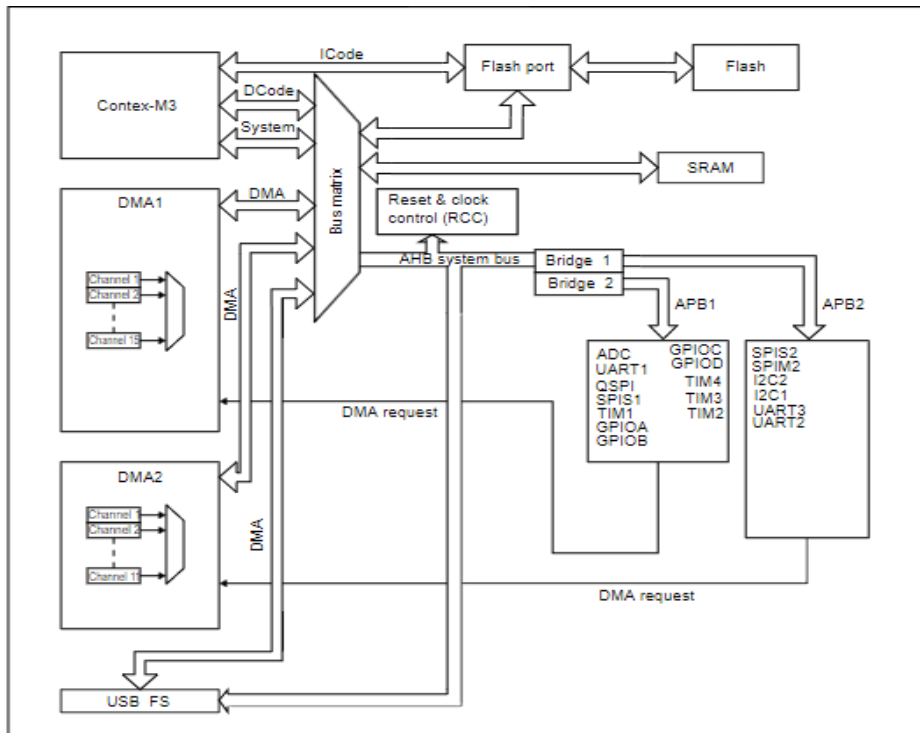 ICode
Contex-M3
DCode
System
Flash port
Flash
Bus matrix
SRAM
DMA1
DMA
Reset & clock
control (RCC)
Channel 1
Channel 2
Channel 15
DMA
AHB system bus
Bridge 1
Bridge 2
APB1
APB2
ADC
UART1
QSPI
SPIS1
TIM1
GPIOA
GPIOB
GPIOC
GPIOD
TIM4
TIM3
TIM2
SPIS2
SPIM2
I2C2
I2C1
UART3
UART2
DMA request
DMA2
Channel 1
Channel 2
Channel 11
DMA
DMA request
USB FS